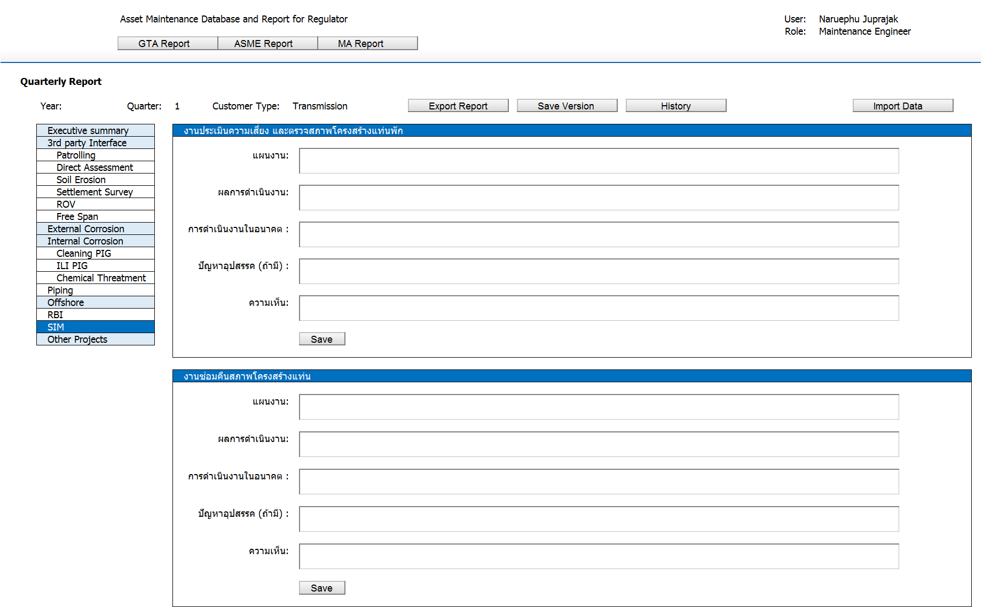 Asset Maintenance Database and Report for Regulator
User: Naruephu Juprajak
Role: Maintenance Engineer
GTA Report ASME Report MA Report
Quarterly Report
Year: Quarter: 1 Customer Type: Transmission Export Report Save Version History Import Data
Executive summary
3rd party Interface
Patrolling
Direct Assessment
Soil Erosion
Settlement Survey
ROV
Free Span
External Corrosion
Internal Corrosion
Cleaning PIG
ILI PIG
Chemical Threatment
Piping
Offshore
RBI
SIM
Other Projects
งานประเมินความเสี่ยง และตรวจสภาพโครงสร้างแท่นพัก
แผนงาน:
ผลการดำเนินงาน:
การดำเนินงานในอนาคต :
ปัญหาอุปสรรค (ถ้ามี) :
ความเห็น:
Save
งานซ่อมคืนสภาพโครงสร้างแท่น
แผนงาน:
ผลการดำเนินงาน:
การดำเนินงานในอนาคต :
ปัญหาอุปสรรค (ถ้ามี) :
ความเห็น:
Save